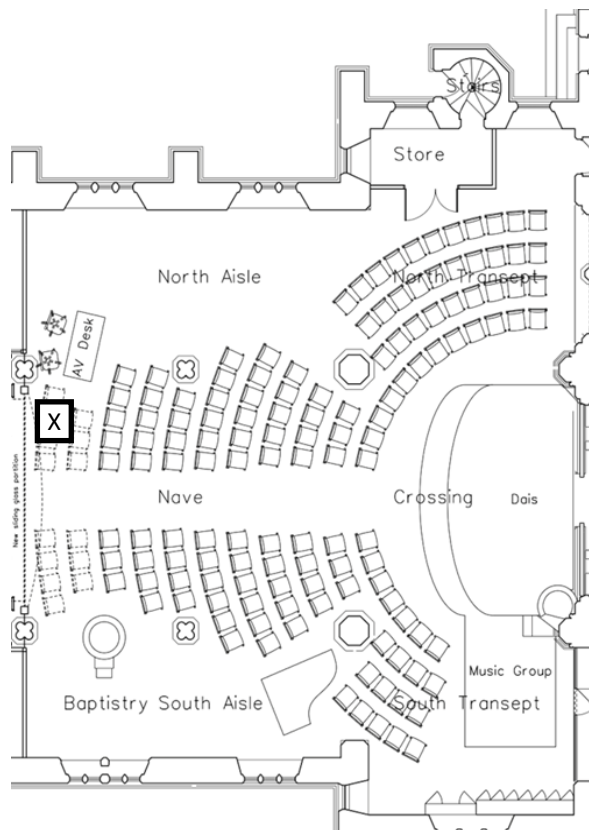 Stairs
Store
North Aisle
North Transept
AV Desk
X
New sliding glass partition
Nave
Crossing
Dais
Music Group
Baptistry South Aisle
South Transept